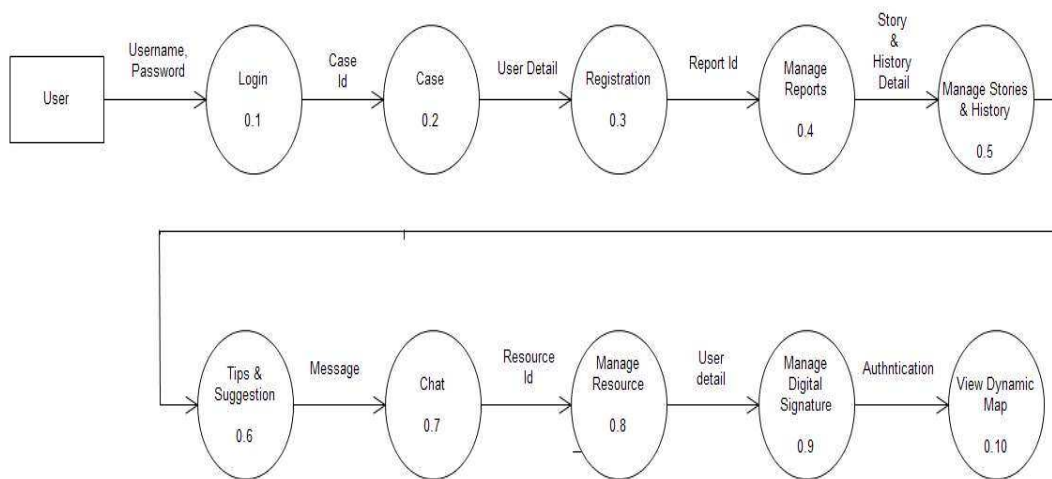 User
Username,
Password
Login
0.1
Case
Id
Case
0.2
User Detail
Registration
0.3
Report Id
Manage
Reports
0.4
Story
&
History
Detail
Manage Stories
& History
0.5
Tips &
Suggestion
0.6
Message
Chat
0.7
Resource
Id
Manage
Resource
0.8
User
detail
Manage
Digital
Signature
0.9
Authntication
View Dynamic
Map
0.10